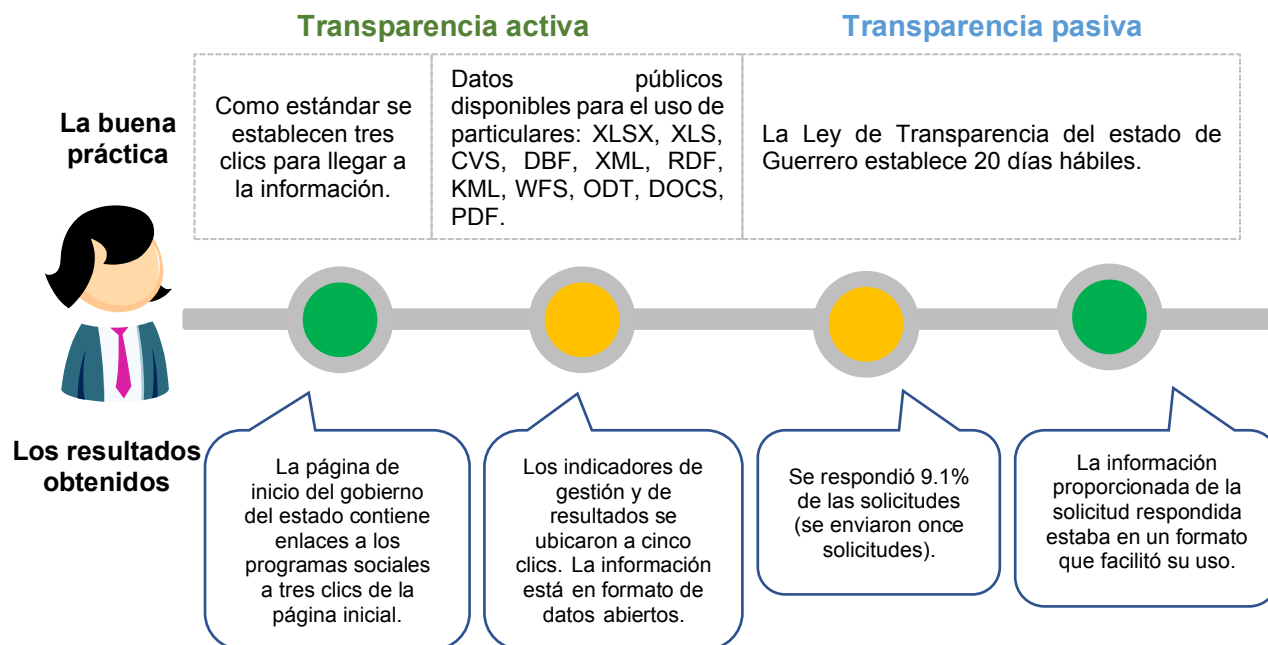 Transparencia activa
Transparencia pasiva
La buena
práctica
Como estándar se
establecen tres
clics para llegar a
la información.
Datos públicos
disponibles para el uso de
particulares: XLSX, XLS,
CVS, DBF, XML, RDF,
KML, WFS, ODT, DOCS,
PDF.
La Ley de Transparencia del estado de
Guerrero establece 20 días hábiles.
Los resultados
obtenidos
La página de
inicio del gobierno
del estado contiene
enlaces a los
programas sociales
a tres clics de la
página inicial.
Los indicadores de
gestión y de
resultados se
ubicaron a cinco
clics. La información
está en formato de
datos abiertos.
Se respondió 9.1%
de las solicitudes
(se enviaron once
solicitudes).
La información
proporcionada de la
solicitud respondida
estaba en un formato
que facilitó su uso.